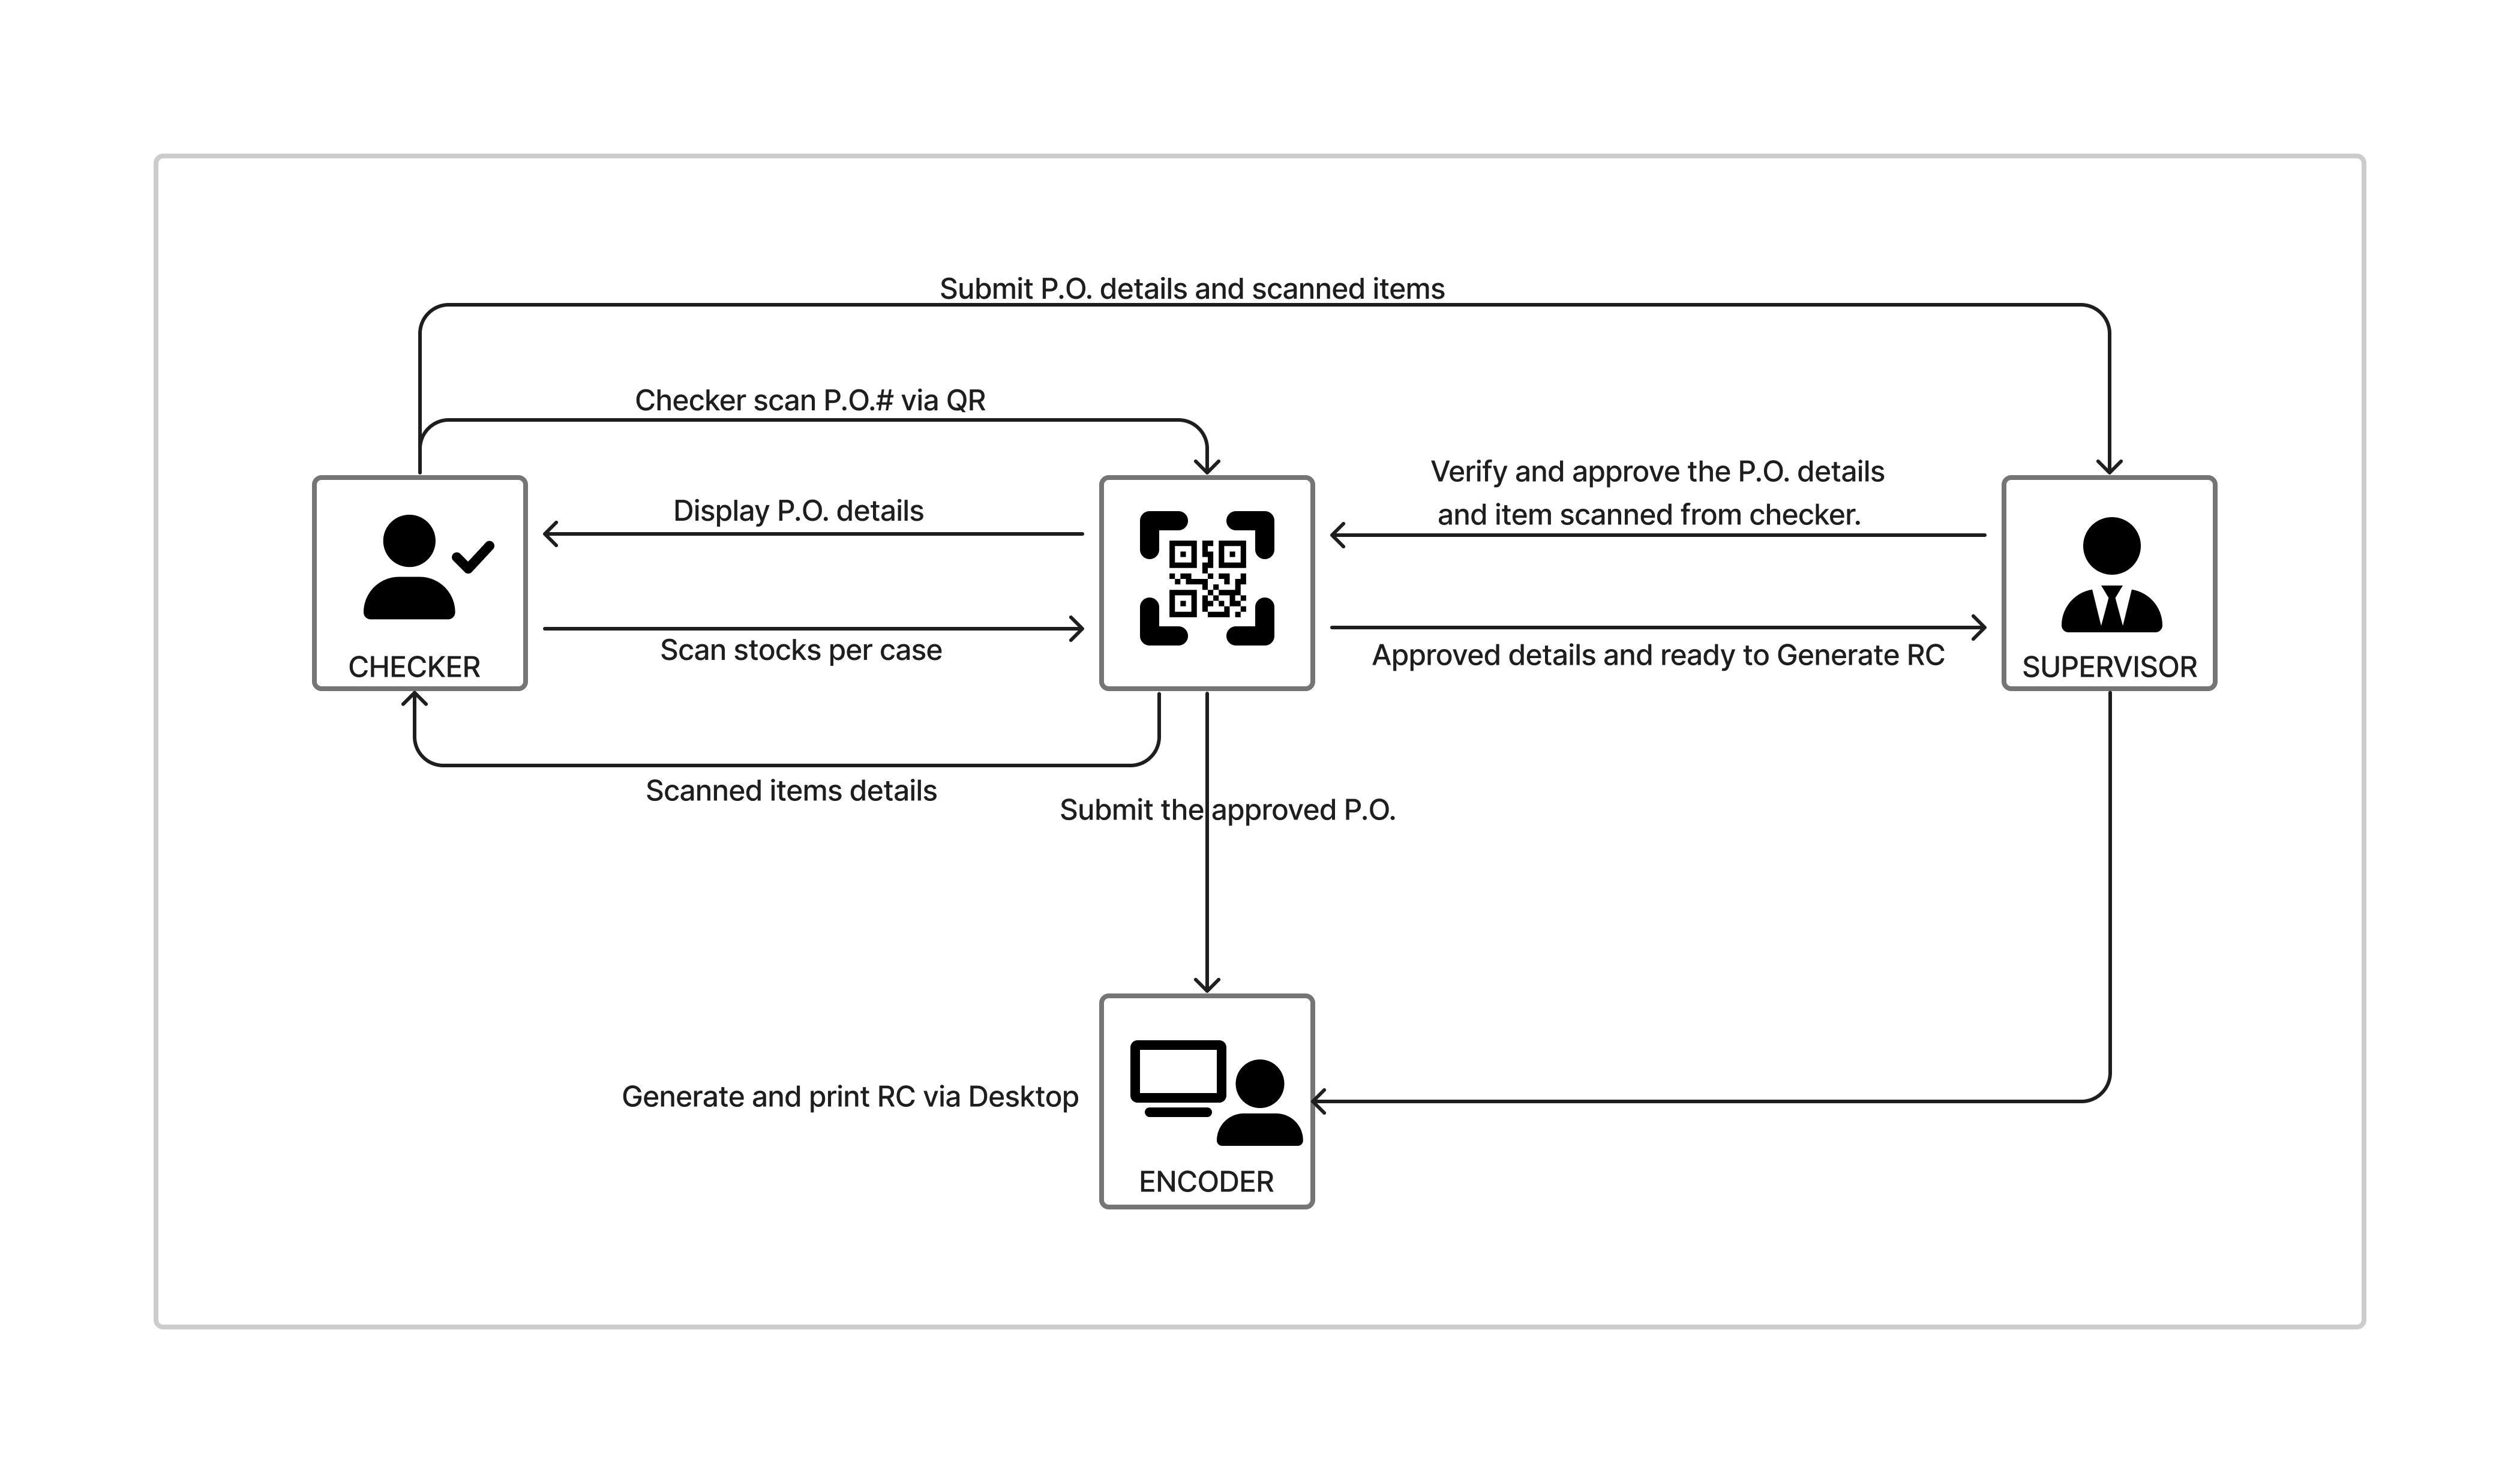 Submit P.O. details and scanned items
Checker scan P.O.# via QR
Verify and approve the P.O. details
and item scanned from checker.
Display P.O. details
Scan stocks per case
Approved details and ready to Generate RC
CHECKER
SUPERVISOR
Scanned items details
Submit the approved P.O.
Generate and print RC via Desktop
ENCODER